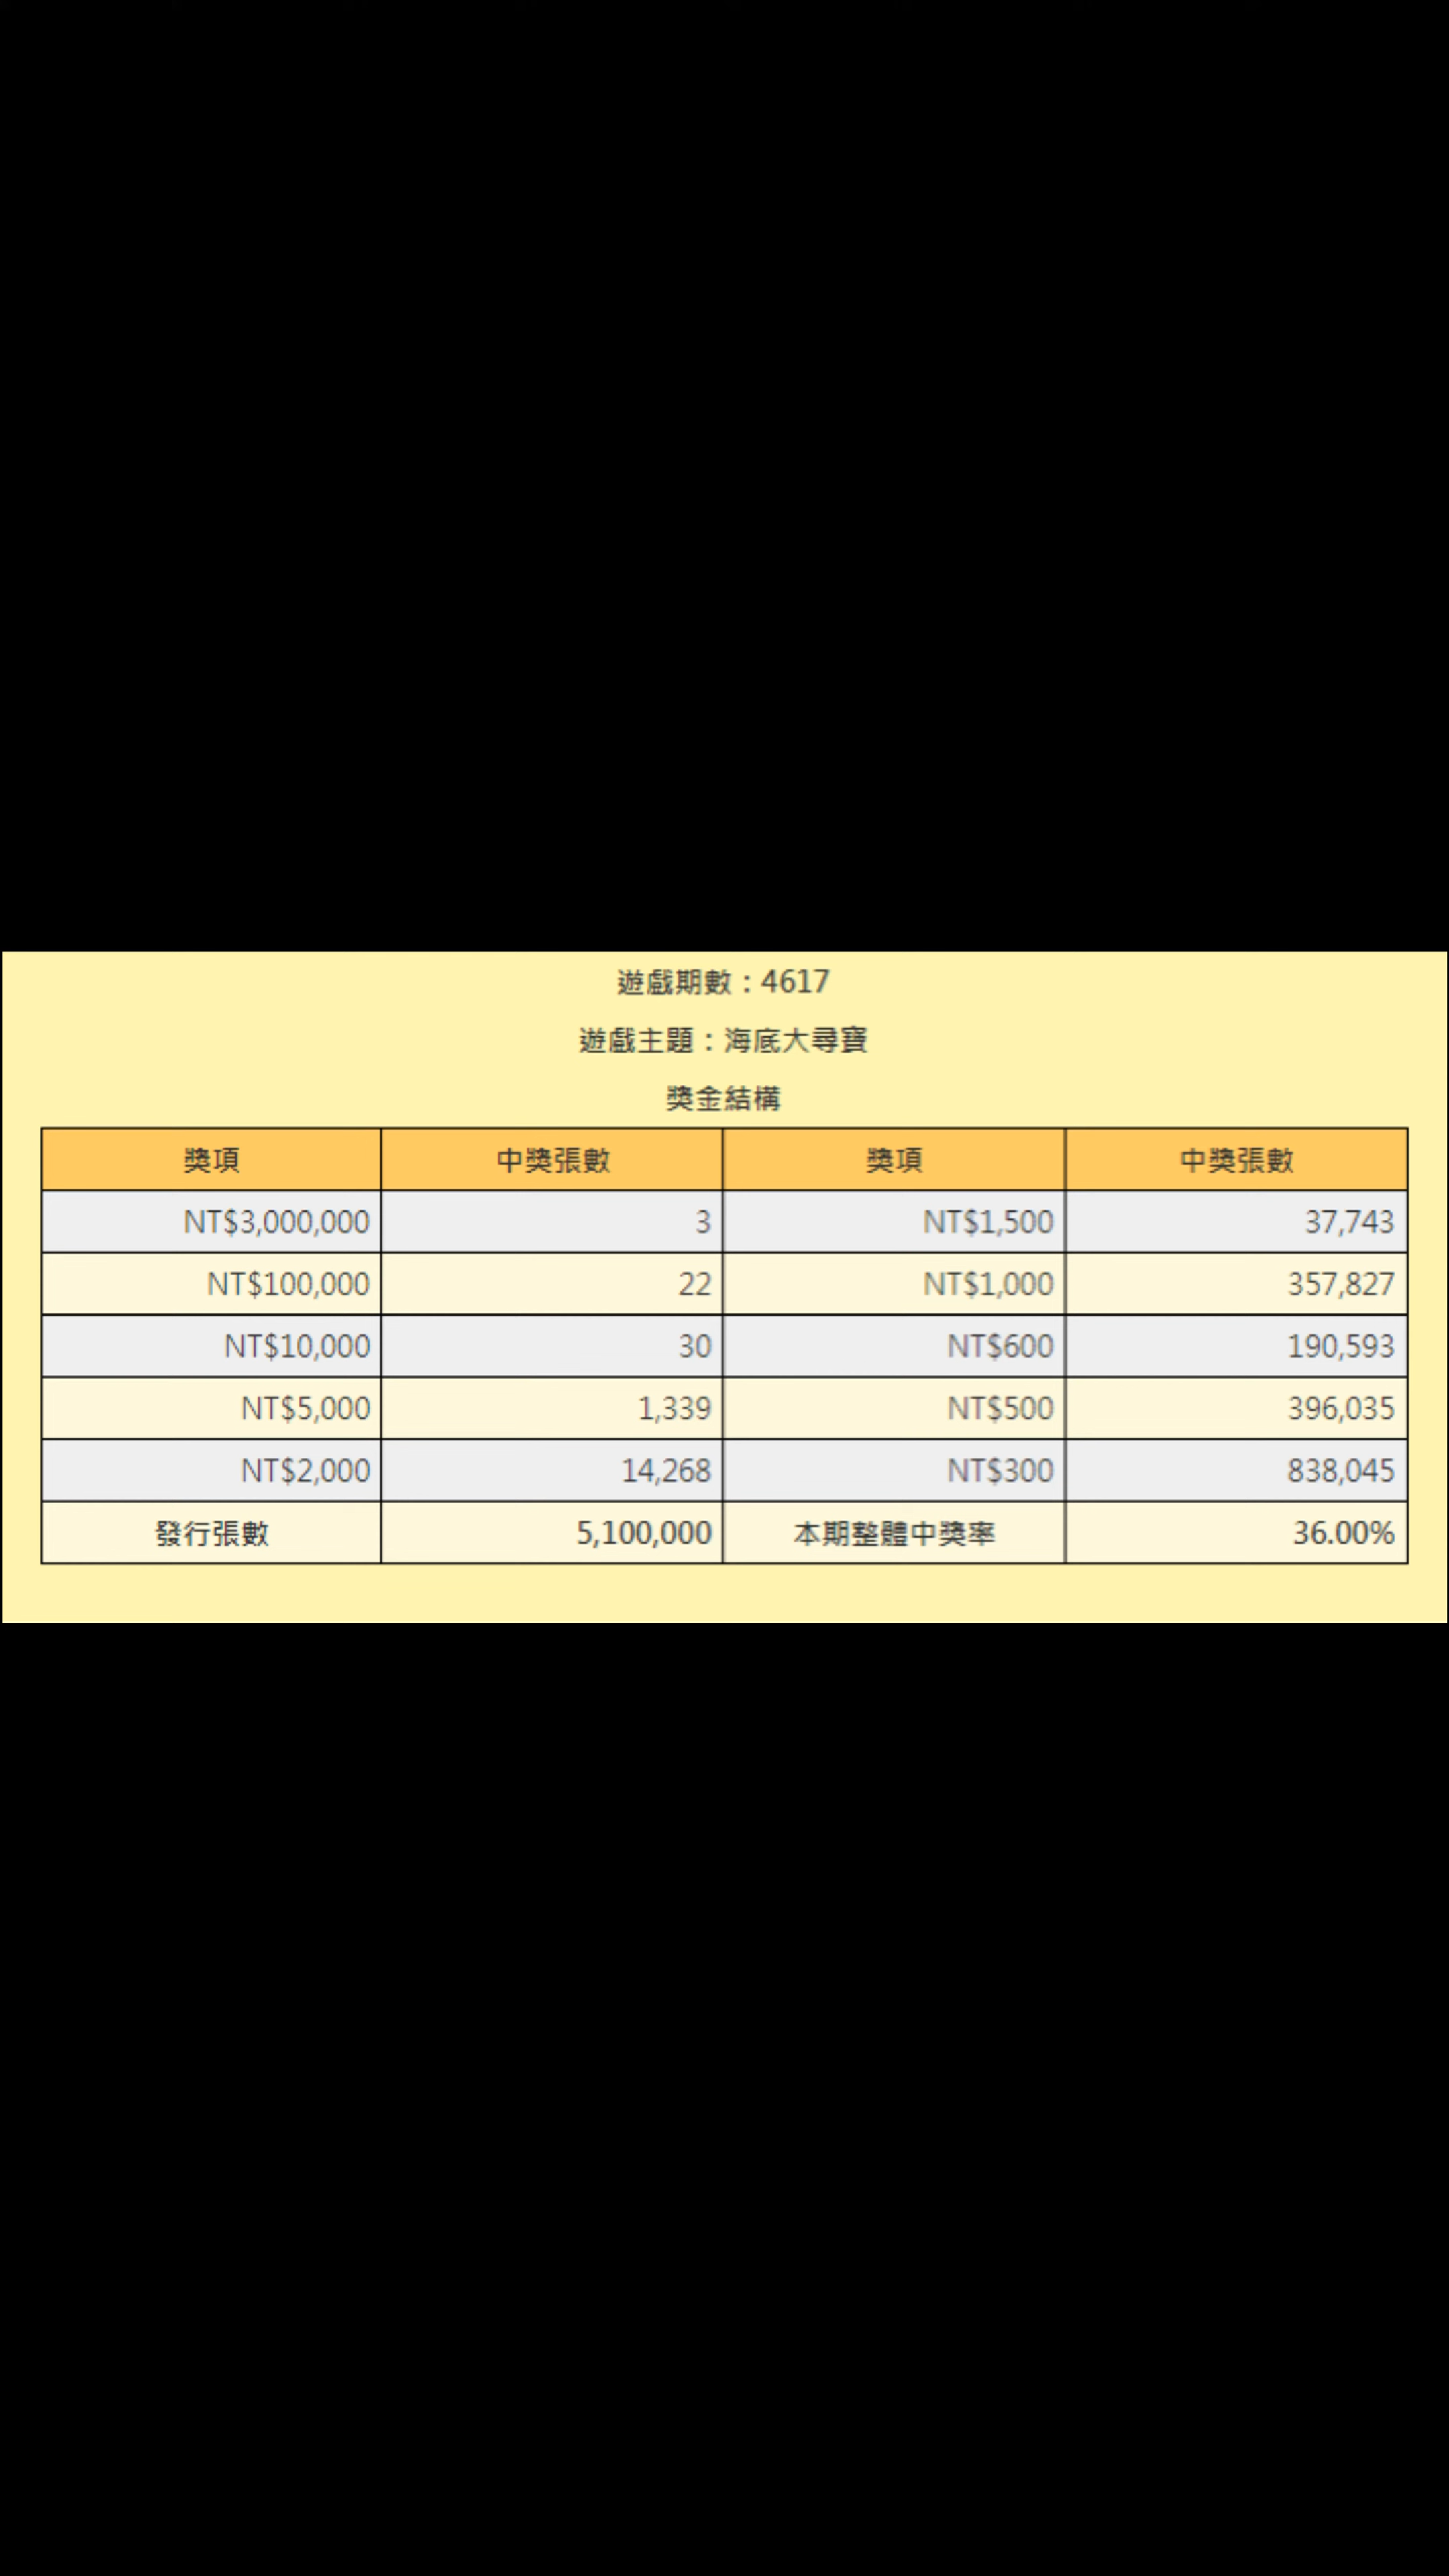 遊戲期數：4617
遊戲主題：海底大尋寶
獎金結構
獎項 中獎張數 獎項 中獎張數
NT$3,000,000 3 NT$1,500 37,743
NT$100,000 22 NT$1,000 357,827
NT$10,000 30 NT$600 190,593
NT$5,000 1,339 NT$500 396,035
NT$2,000 14,268 NT$300 838,045
發行張數 5,100,000 本期整體中獎率 36.00%